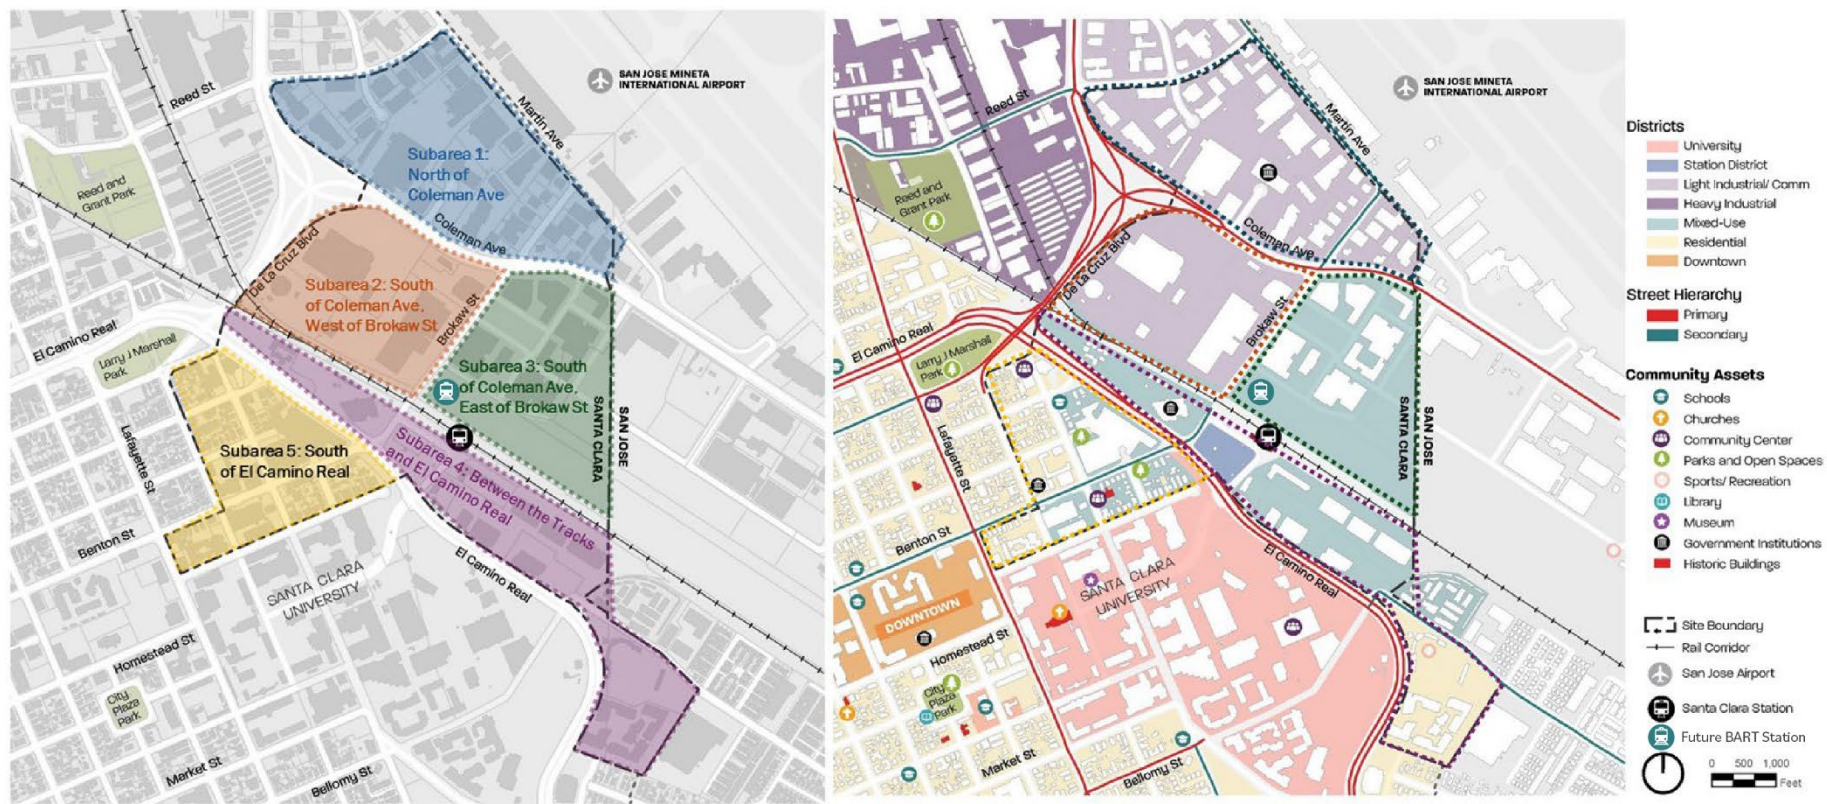 SAN JOSE MINETA
INTERNATIONAL AIRPORT
Reed St
Martin Ave
Reed and
Grant Park
Subarea 1:
North of
Coleman Ave
Coleman Ave
De La Cruz Blvd
Subarea 2: South
of Coleman Ave,
West of Brokaw St
Brokaw St
El Camino Real
Larry J Marshall
Park
Subarea 3: South
of Coleman Ave,
East of Brokaw St
SANTA CLARA
SAN JOSE
Lafayette St
Subarea 5: South
of El Camino Real
Subarea 4: Between the Tracks
and El Camino Real
Benton St
El Camino Real
SANTA CLARA
UNIVERSITY
Homestead St
City
Plaza
Park
Market St
Bellomy St
SAN JOSE MINETA
INTERNATIONAL AIRPORT
Reed St
Martin Ave
Reed and
Grant Park
Coleman Ave
De La Cruz Blvd
Brokaw St
El Camino Real
Larry J Marshall
Park
SANTA CLARA
SAN JOSE
Lafayette St
Benton St
El Camino Real
SANTA CLARA
UNIVERSITY
DOWNTOWN
Homestead St
City
Plaza
Park
Market St
Bellomy St
Districts
University
Station District
Light Industrial/ Comm
Heavy Industrial
Mixed-Use
Residential
Downtown
Street Hierarchy
Primary
Secondary
Community Assets
Schools
Churches
Community Center
Parks and Open Spaces
Sports/ Recreation
Library
Museum
Government Institutions
Historic Buildings
Site Boundary
Rail Corridor
San Jose Airport
Santa Clara Station
Future BART Station
0 500 1,000
Feet